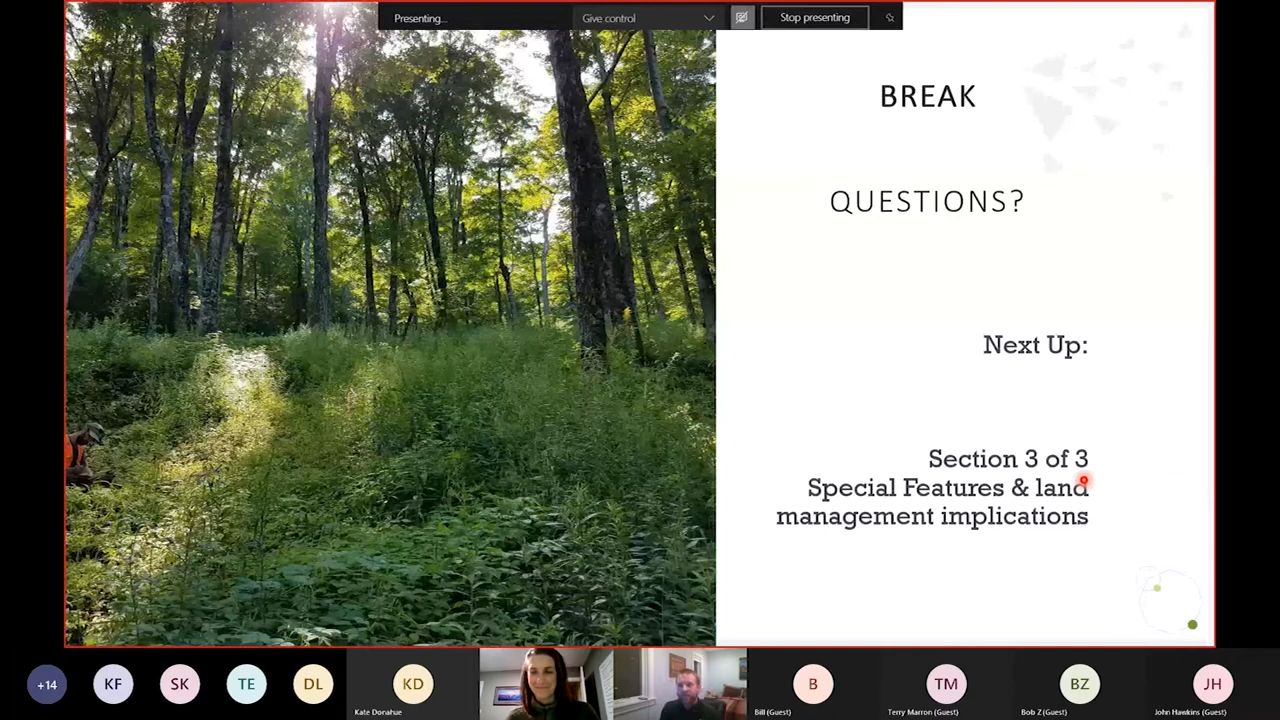 Presenting...
Give control
Stop presenting
BREAK
QUESTIONS?
Next Up:
Section 3 of 3
Special Features & land
management implications
+14
KF
SK
TE
DL
KD
B
TM
BZ
JH
Kate Donahue
Bill (Guest)
Terry Marron (Guest)
Bob Z (Guest)
John Hawkins (Guest)